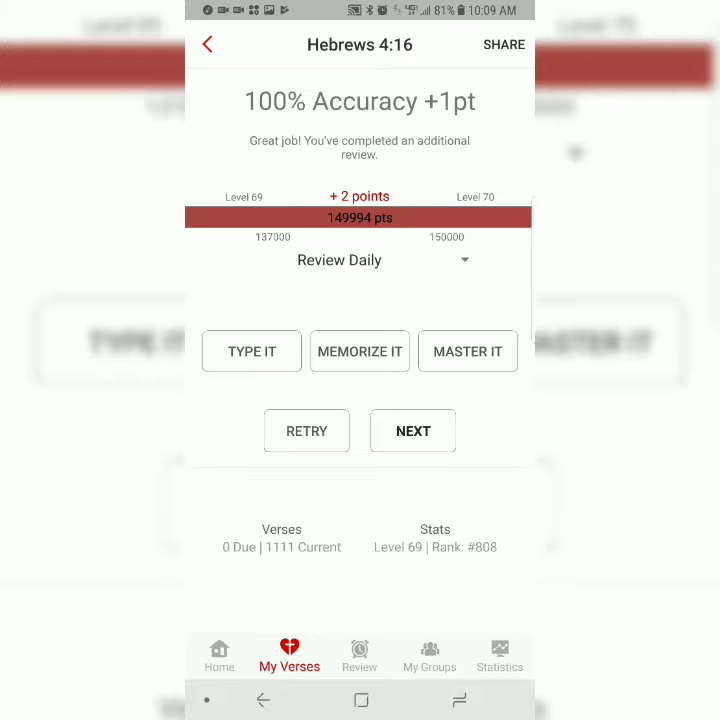 81% 10:09 AM
Hebrews 4:16
SHARE
100% Accuracy +1pt
Great job! You've completed an additional
review.
Level 69
+ 2 points
Level 70
149994 pts
137000
150000
Review Daily
TYPE IT
MEMORIZE IT
MASTER IT
RETRY
NEXT
Verses
Stats
0 Due | 1111 Current
Level 69 | Rank: #808
Home
My Verses
Review
My Groups
Statistics